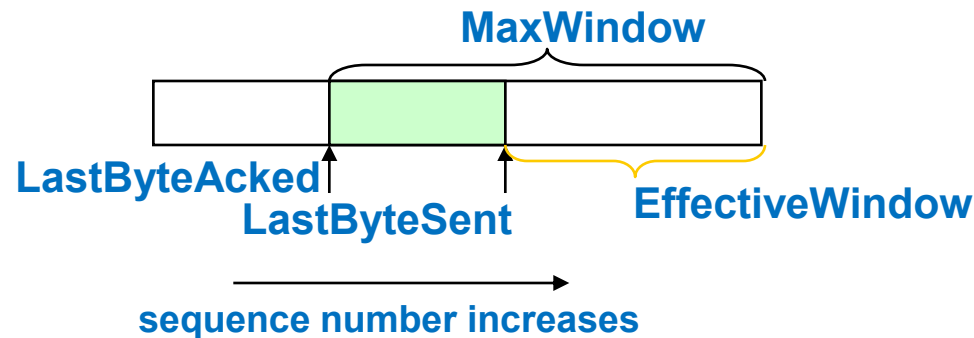 MaxWindow
LastByteAcked
EffectiveWindow
LastByteSent
sequence number increases